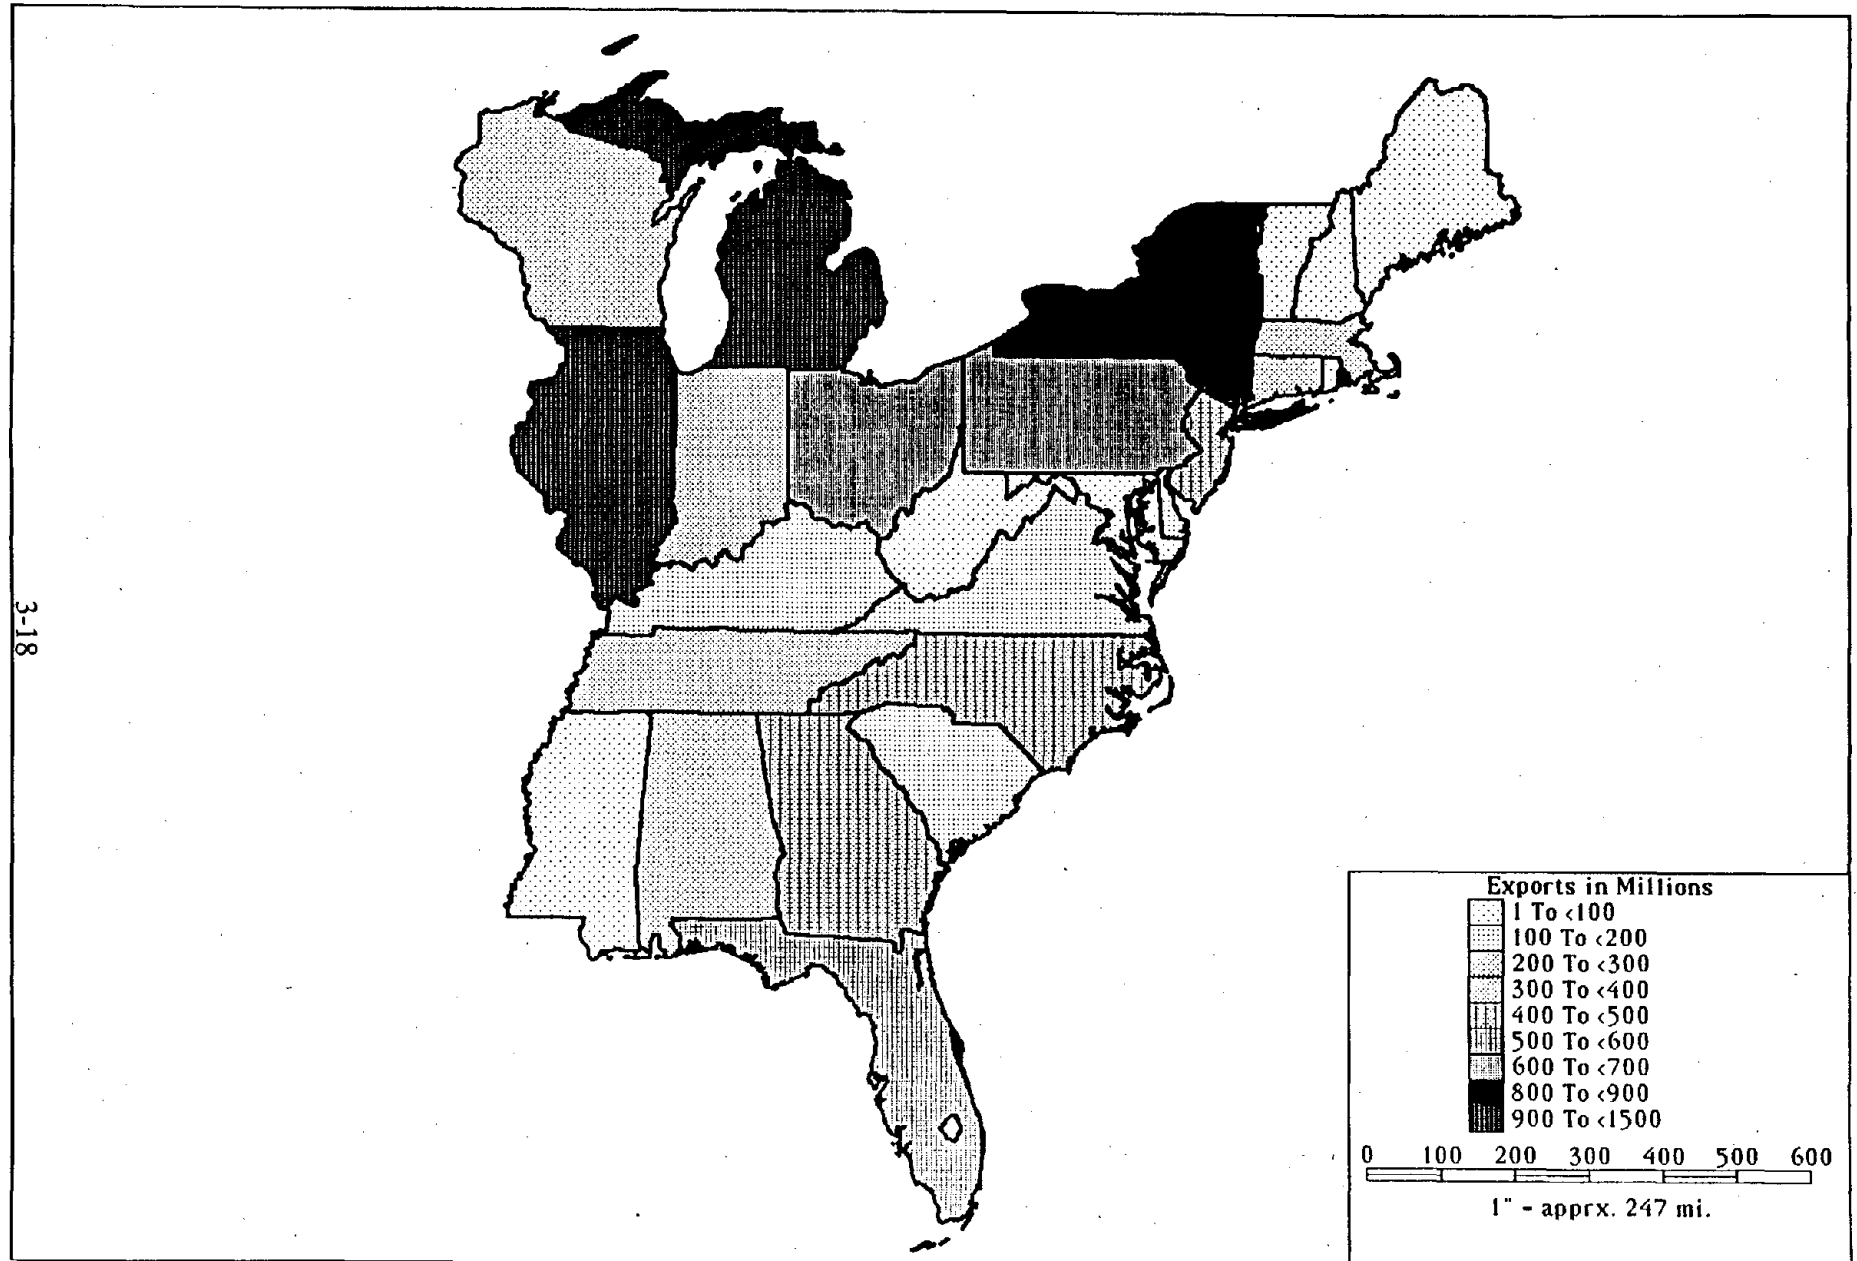 3-18
Exports in Millions
1 To <100
100 To <200
200 To <300
300 To <400
400 To <500
500 To <600
600 To <700
800 To <900
900 To <1500
0 100 200 300 400 500 600
1" - apprx. 247 mi.